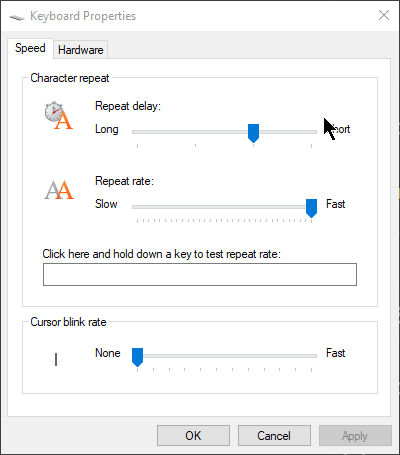 Keyboard Properties
Speed Hardware
Character repeat
Repeat delay:
Long
Repeat rate:
Slow Fast
Click here and hold down a key to test repeat rate:
Cursor blink rate
None Fast
OK Cancel Apply